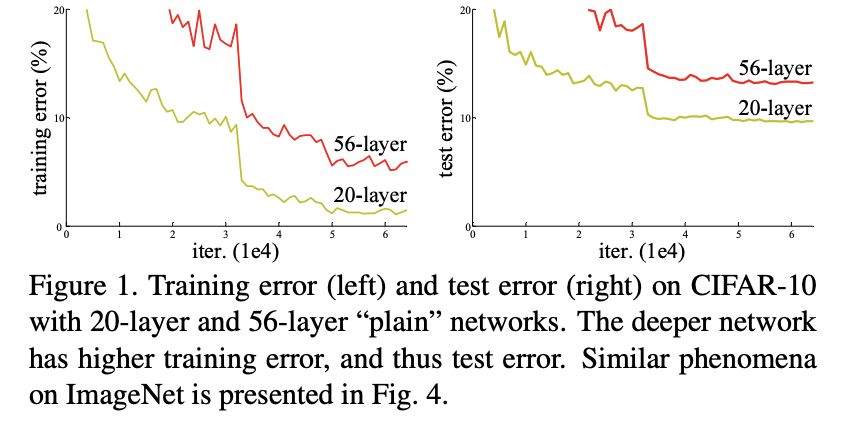 20
10
0
training error (%)
56-layer
20-layer
0 1 2 3 4 5 6
iter. (1e4)
20
10
0
test error (%)
56-layer
20-layer
0 1 2 3 4 5 6
iter. (1e4)
Figure 1. Training error (left) and test error (right) on CIFAR-10
with 20-layer and 56-layer “plain” networks. The deeper network
has higher training error, and thus test error. Similar phenomena
on ImageNet is presented in Fig. 4.